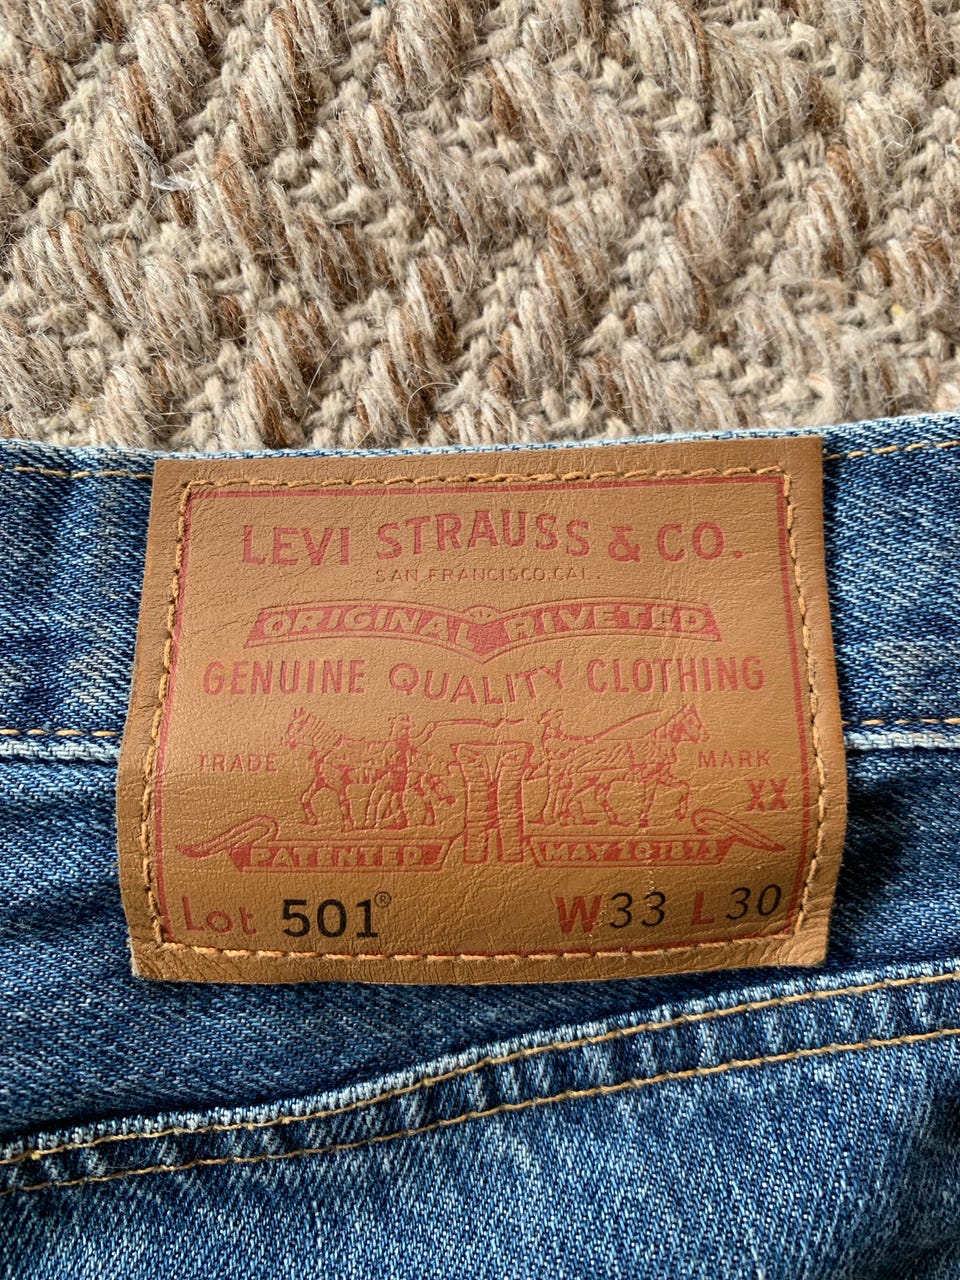 LEVI STRAUSS & CO.
SAN FRANCISCO, CAL.
ORIGINAL RIVETED
GENUINE QUALITY CLOTHING
TRADE MARK
XX
PATENTED MAY 20 1873
Lot 501® W33 L30